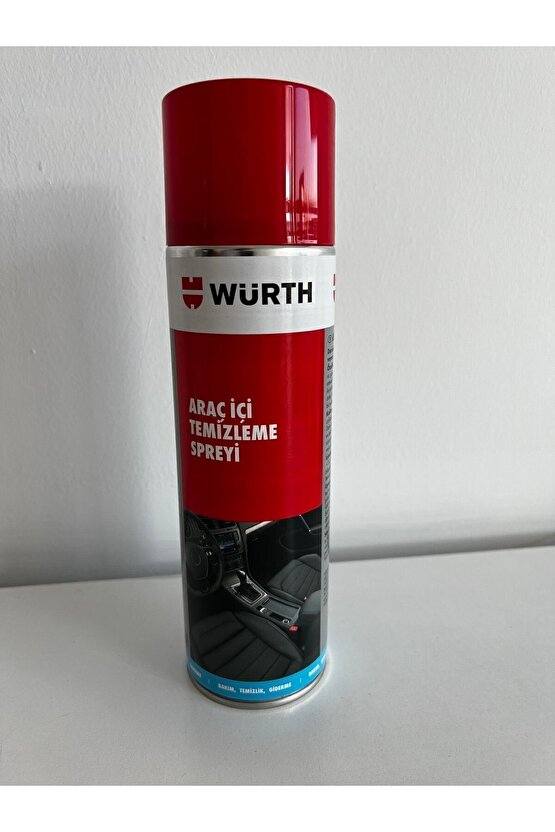 WÜRTH
ARAÇ İÇİ
TEMİZLEME
SPREYİ
BAKIM, TEMİZLİK, GİDERME